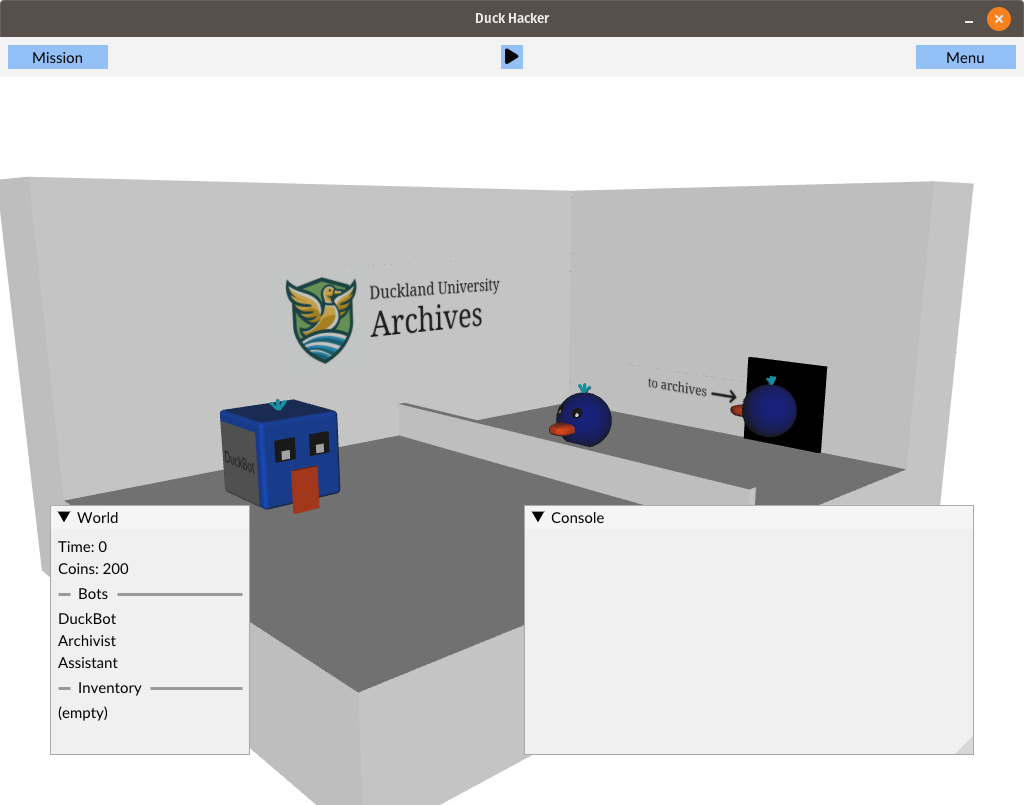 Duck Hacker
Mission
Menu
Duckland University
Archives
to archives
DuckBot
World
Time: 0
Coins: 200
Bots
DuckBot
Archivist
Assistant
Inventory
(empty)
Console